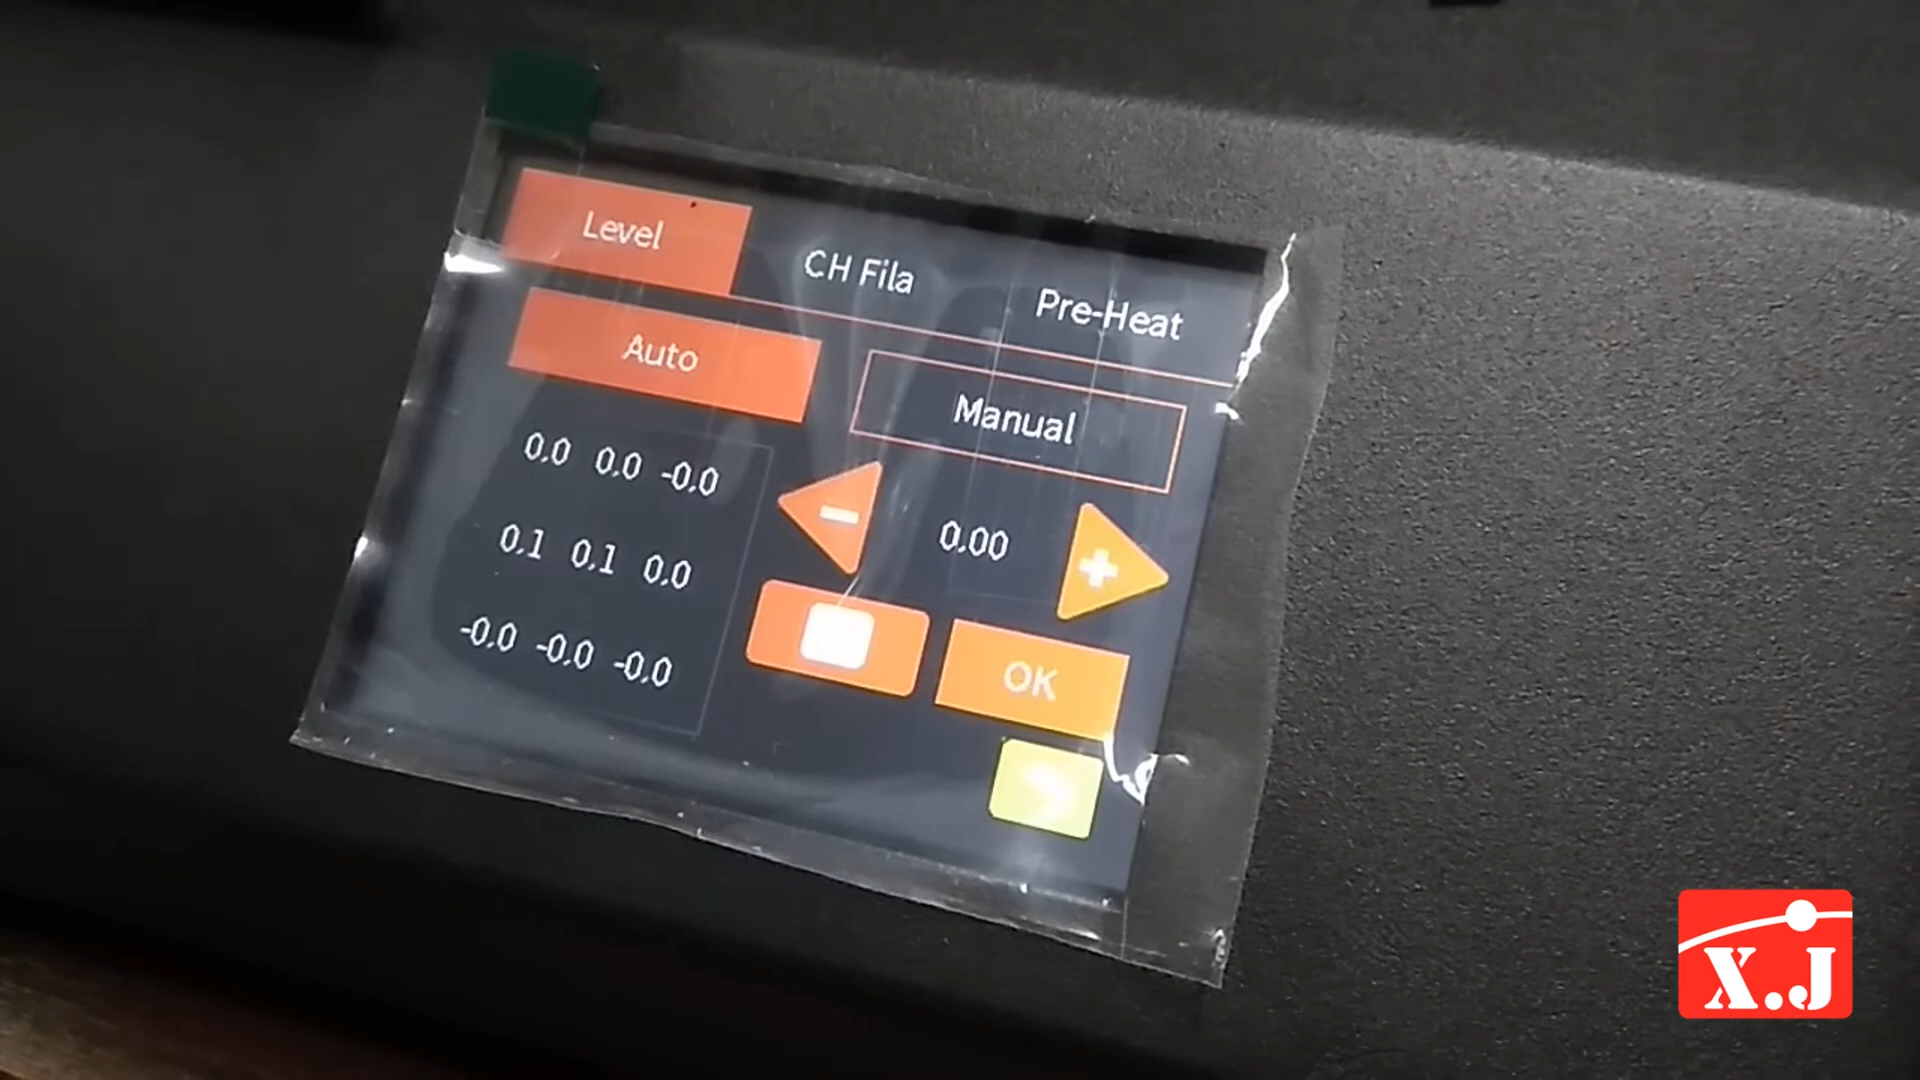 Level CH Fila Pre-Heat
Auto Manual
0.0 0.0 -0.0
0.1 0.1 0.0
-0.0 -0.0 -0.0
- 0.00 +
OK
X.J